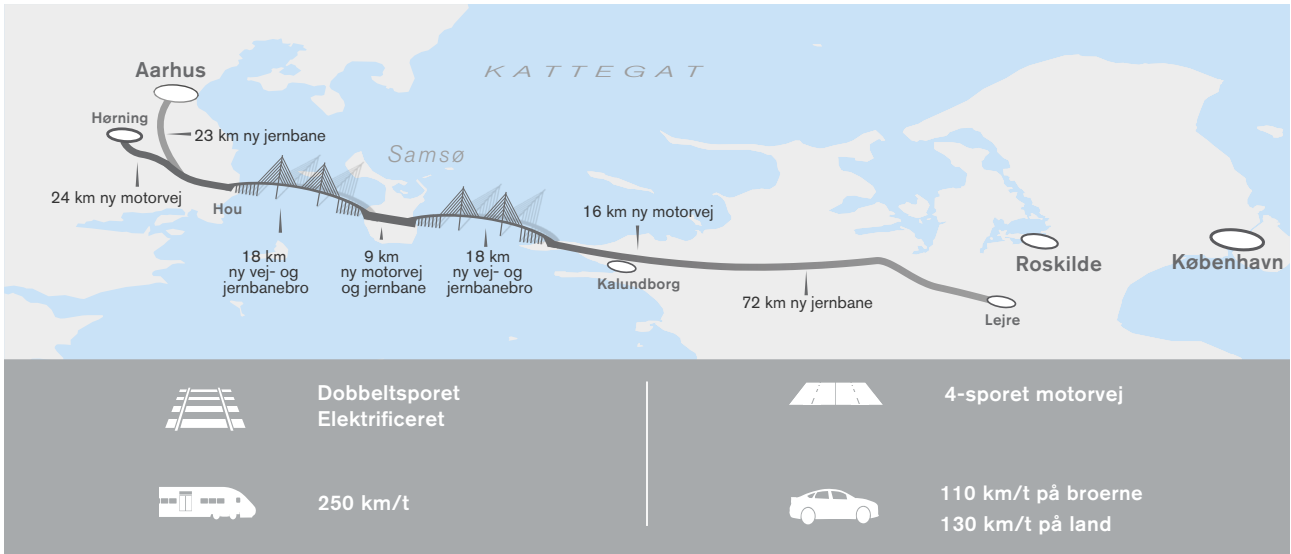 KATTEGAT
Aarhus
Hørning
23 km ny jernbane
Samsø
24 km ny motorvej
Hou
16 km ny motorvej
18 km
ny vej- og
jernbanebro
9 km
ny motorvej
og jernbane
18 km
ny vej- og
jernbanebro
Kalundborg
72 km ny jernbane
Roskilde
København
Lejre
Dobbeltsporet
Elektrificeret
4-sporet motorvej
250 km/t
110 km/t på broerne
130 km/t på land